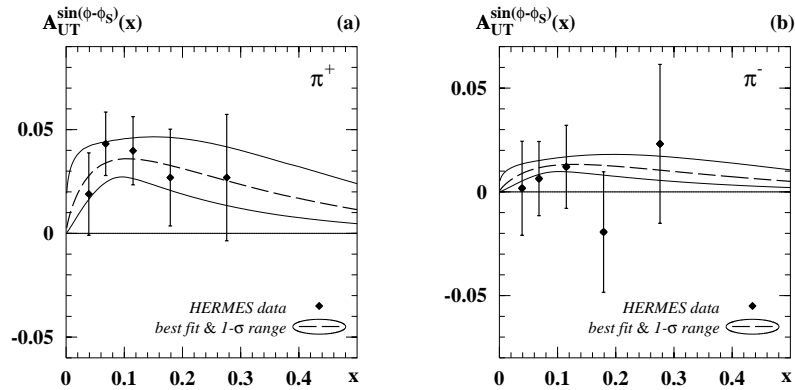 A_UT^sin(ϕ-ϕ_S)(x) (a)
π⁺
0.05
0
-0.05
HERMES data
best fit & 1-σ range
0 0.1 0.2 0.3 0.4 x
A_UT^sin(ϕ-ϕ_S)(x) (b)
π⁻
0.05
0
-0.05
HERMES data
best fit & 1-σ range
0 0.1 0.2 0.3 0.4 x